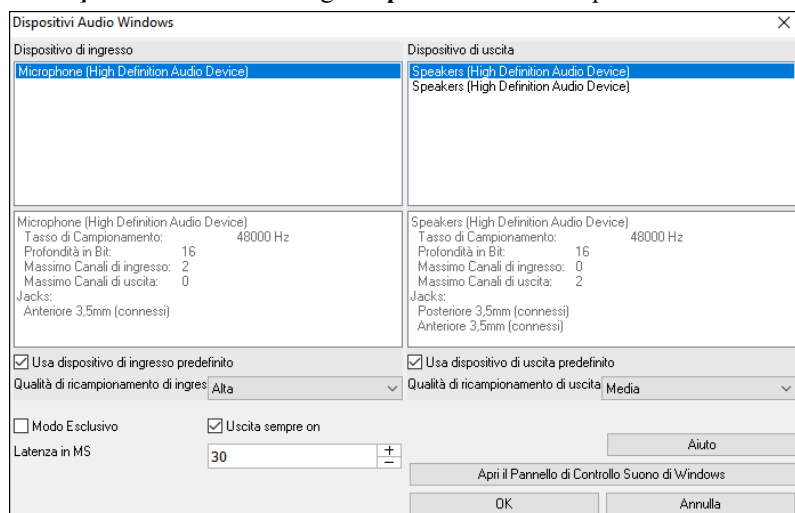 Dispositivi Audio Windows
Dispositivo di ingresso
Microphone (High Definition Audio Device)
Dispositivo di uscita
Speakers (High Definition Audio Device)
Speakers (High Definition Audio Device)
Microphone (High Definition Audio Device)
Tasso di Campionamento: 48000 Hz
Profondità in Bit: 16
Massimo Canali di ingresso: 2
Massimo Canali di uscita: 0
Jacks:
Anteriore 3,5mm (connessi)
Speakers (High Definition Audio Device)
Tasso di Campionamento: 48000 Hz
Profondità in Bit: 16
Massimo Canali di ingresso: 0
Massimo Canali di uscita: 2
Jacks:
Posteriore 3,5mm (connessi)
Anteriore 3,5mm (connessi)
Usa dispositivo di ingresso predefinito
Qualità di ricampionamento di ingres Alta
Usa dispositivo di uscita predefinito
Qualità di ricampionamento di uscita Media
Modo Esclusivo
Uscita sempre on
Latenza in MS 30
Aiuto
Apri il Pannello di Controllo Suono di Windows
OK
Annulla